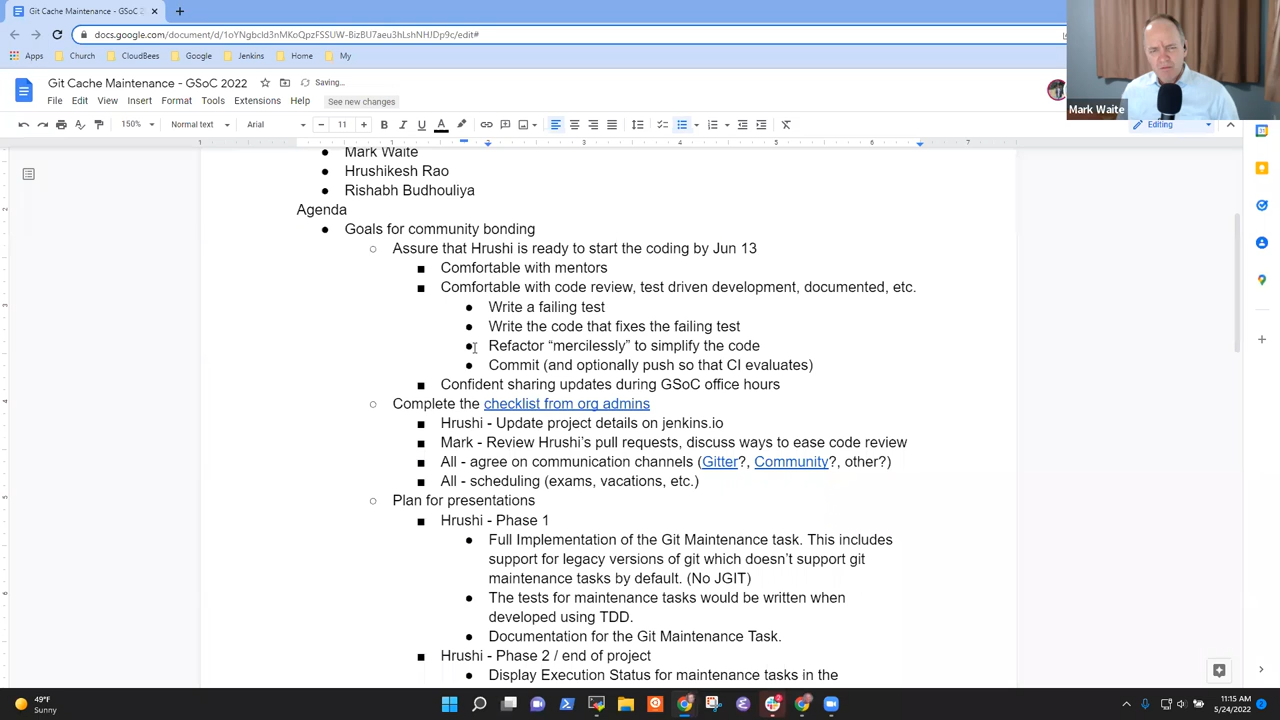 Git Cache Maintenance - GSoC 2
docs.google.com/document/d/1oYNgbcId3nMKoQpzFSSUW-BizBU7aeu3hLshNHJDp9c/edit#
Apps Church CloudBees Google Jenkins Home My
Git Cache Maintenance - GSoC 2022 Saving...
File Edit View Insert Format Tools Extensions Help See new changes
Mark Waite
150% Normal text Arial 11 Editing
1 1 2 3 4 5 6 7
• Mark Waite
• Hrushikesh Rao
• Rishabh Budhouliya
Agenda
• Goals for community bonding
○ Assure that Hrushi is ready to start the coding by Jun 13
■ Comfortable with mentors
■ Comfortable with code review, test driven development, documented, etc.
• Write a failing test
• Write the code that fixes the failing test
• Refactor “mercilessly” to simplify the code
• Commit (and optionally push so that CI evaluates)
■ Confident sharing updates during GSoC office hours
○ Complete the checklist from org admins
■ Hrushi - Update project details on jenkins.io
■ Mark - Review Hrushi’s pull requests, discuss ways to ease code review
■ All - agree on communication channels (Gitter?, Community?, other?)
■ All - scheduling (exams, vacations, etc.)
○ Plan for presentations
■ Hrushi - Phase 1
• Full Implementation of the Git Maintenance task. This includes
support for legacy versions of git which doesn’t support git
maintenance tasks by default. (No JGIT)
• The tests for maintenance tasks would be written when
developed using TDD.
• Documentation for the Git Maintenance Task.
■ Hrushi - Phase 2 / end of project
• Display Execution Status for maintenance tasks in the
49°F
Sunny
11:15 AM
5/24/2022